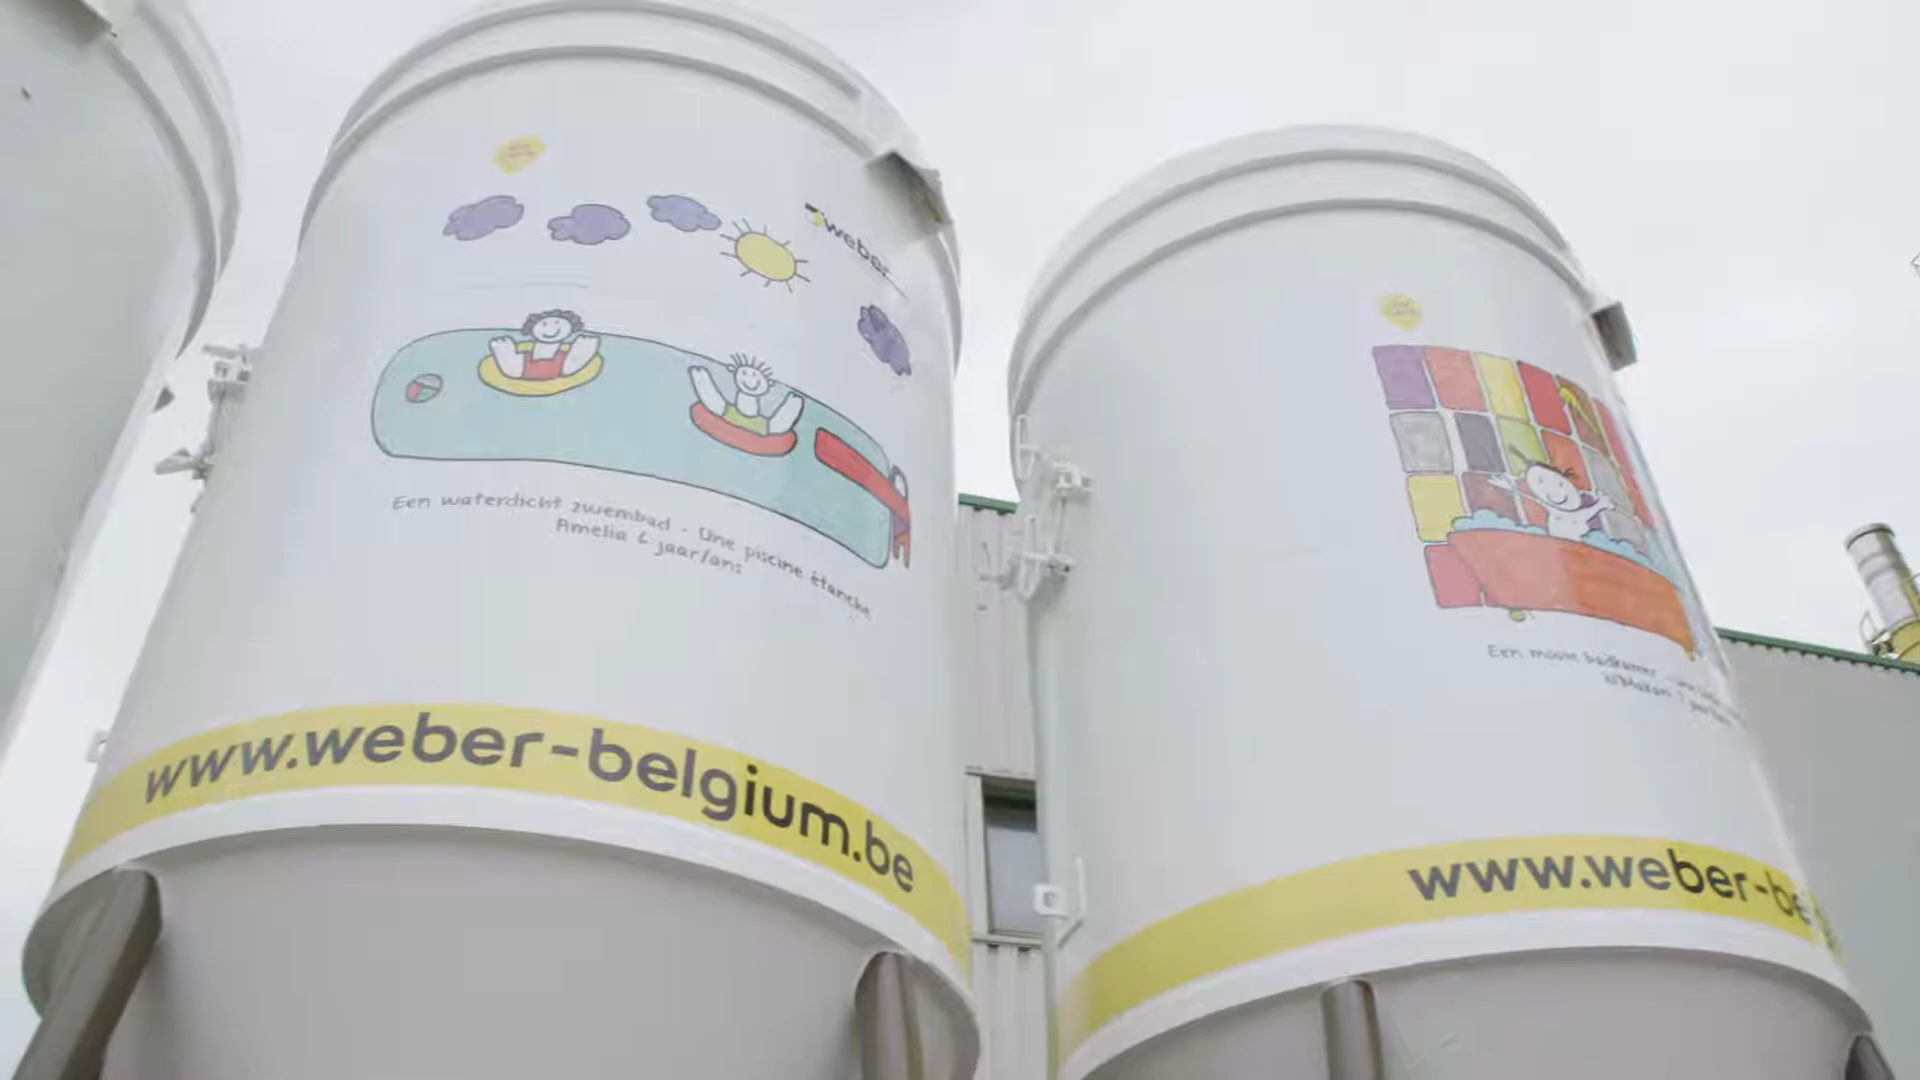 weber
Een waterdicht zwembad - Une piscine étanche
Amelia 6 jaar/ans
www.weber-belgium.be
Een mooie badkamer
www.weber-be